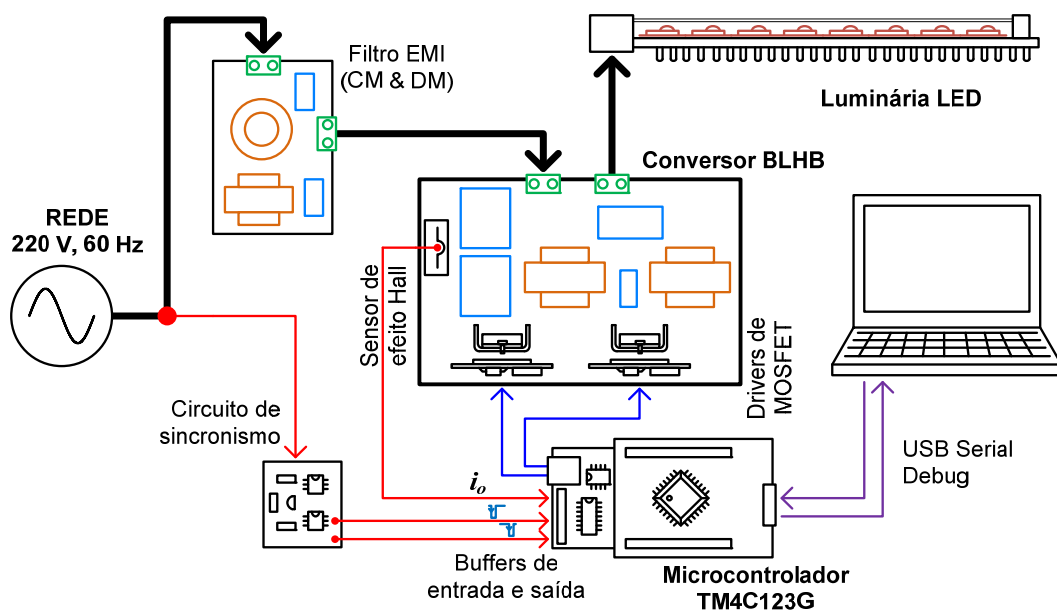 Filtro EMI
(CM & DM)
Luminária LED
Conversor BLHB
REDE
220 V, 60 Hz
Sensor de
efeito Hall
Drivers de
MOSFET
Circuito de
sincronismo
USB Serial
Debug
io
Buffers de
entrada e saída
Microcontrolador
TM4C123G